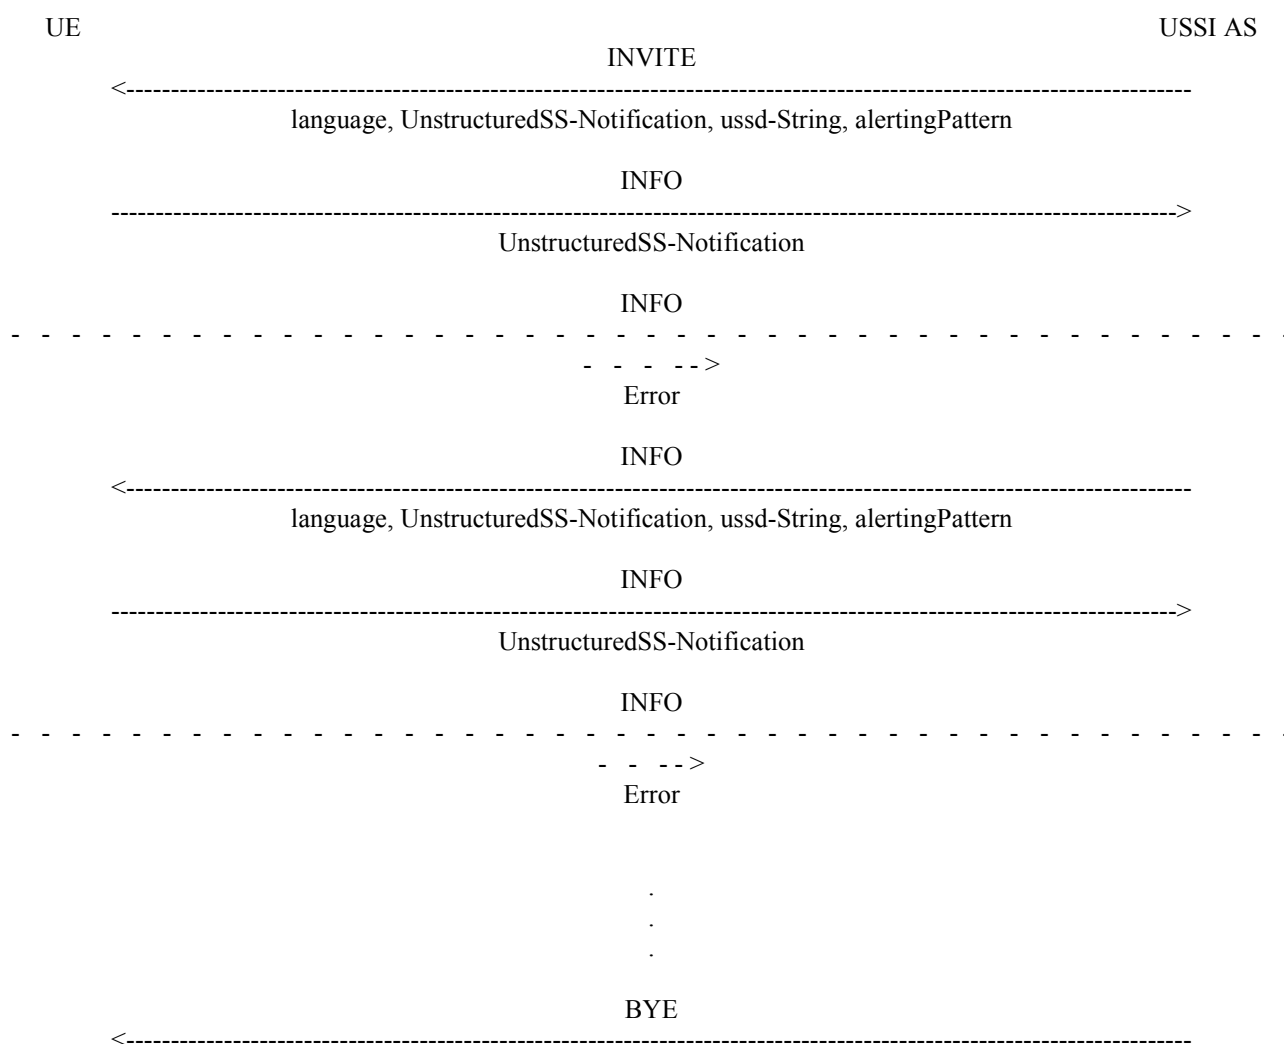 UE USSI AS
INVITE
<------------------------------------------------------------------------------------------------------------------------
language, UnstructuredSS-Notification, ussd-String, alertingPattern
INFO
------------------------------------------------------------------------------------------------------------------------>
UnstructuredSS-Notification
INFO
- - - - - - - - - - - - - - - - - - - - - - - - - - - - - - - - - - - - - - - - - - -
- - - - - >
Error
INFO
<------------------------------------------------------------------------------------------------------------------------
language, UnstructuredSS-Notification, ussd-String, alertingPattern
INFO
------------------------------------------------------------------------------------------------------------------------>
UnstructuredSS-Notification
INFO
- - - - - - - - - - - - - - - - - - - - - - - - - - - - - - - - - - - - - - - - - - -
- - - - >
Error
.
.
.
BYE
<------------------------------------------------------------------------------------------------------------------------